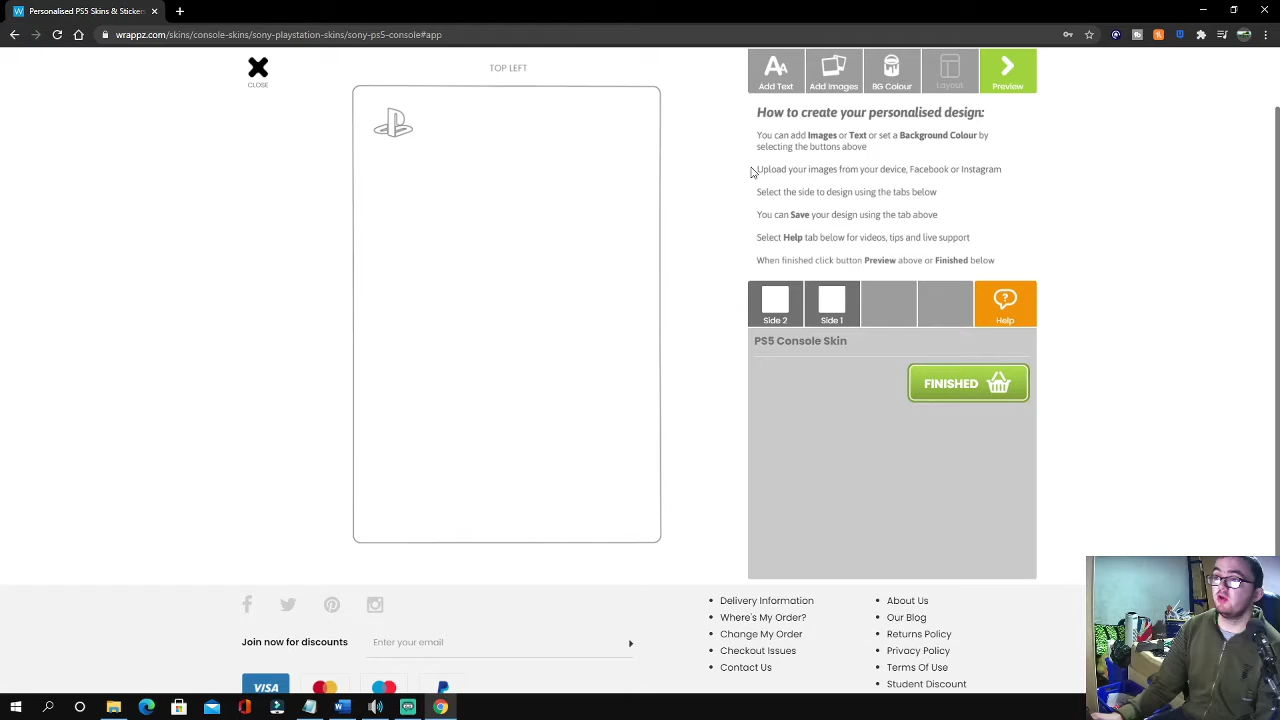 Personalised PS5 Skins & Stickers
wrappz.com/skins/console-skins/sony-playstation-skins/sony-ps5-console#app
CLOSE
TOP LEFT
Add Text
Add Images
BG Colour
Layout
Preview
How to create your personalised design:
You can add Images or Text or set a Background Colour by
selecting the buttons above
Upload your images from your device, Facebook or Instagram
Select the side to design using the tabs below
You can Save your design using the tab above
Select Help tab below for videos, tips and live support
When finished click button Preview above or Finished below
Side 2
Side 1
Help
PS5 Console Skin
FINISHED
Delivery Information
Where's My Order?
Change My Order
Checkout Issues
Contact Us
About Us
Our Blog
Returns Policy
Privacy Policy
Terms Of Use
Student Discount
Join now for discounts
Enter your email
VISA